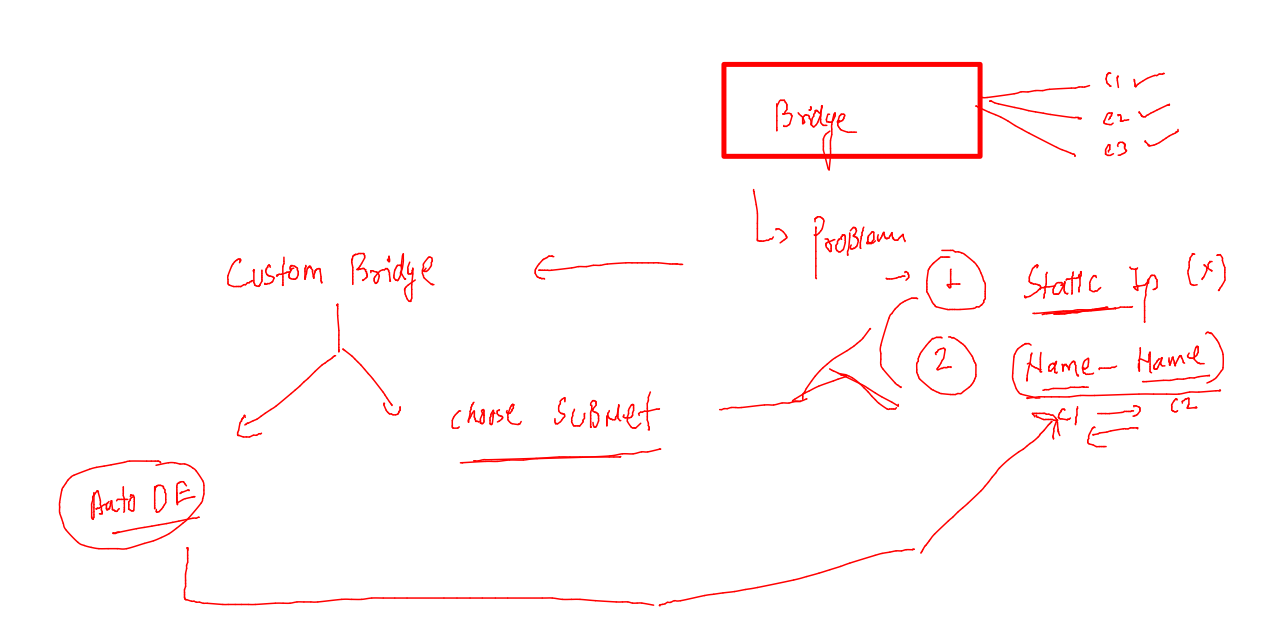 Bridge
C1
C2
C3
Problem
Custom Bridge
1 Static Ip (x)
2 (Name - Name)
C1 C2
choose SUBNet
Auto DE